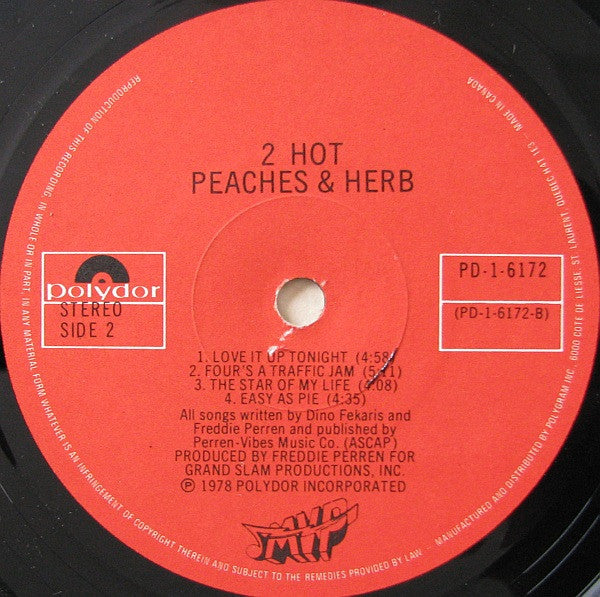 2 HOT
PEACHES & HERB
polydor
STEREO
SIDE 2
PD-1-6172
(PD-1-6172-B)
1. LOVE IT UP TONIGHT (4:58)
2. FOUR'S A TRAFFIC JAM (5:11)
3. THE STAR OF MY LIFE (4:08)
4. EASY AS PIE (4:35)
All songs written by Dino Fekaris and
Freddie Perren and published by
Perren-Vibes Music Co. (ASCAP)
PRODUCED BY FREDDIE PERREN FOR
GRAND SLAM PRODUCTIONS, INC.
Ⓟ 1978 POLYDOR INCORPORATED
MVP
REPRODUCTION OF THIS RECORDING IN WHOLE OR IN PART, IN ANY MATERIAL FORM WHATEVER IS AN INFRINGEMENT OF COPYRIGHT THEREIN AND SUBJECT TO THE REMEDIES PROVIDED BY LAW
MANUFACTURED AND DISTRIBUTED BY POLYGRAM INC. 6000 COTE DE LIESSE, ST. LAURENT, QUEBEC H4T 1E3 MADE IN CANADA